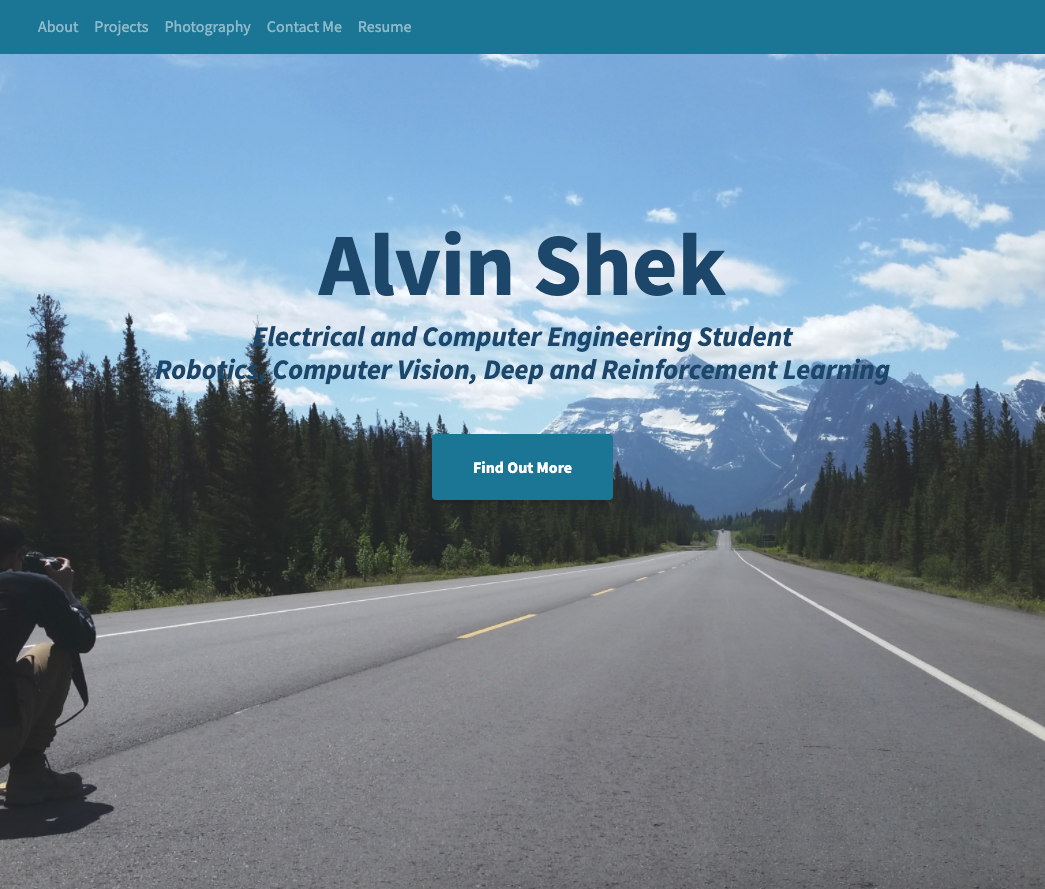 About Projects Photography Contact Me Resume
Alvin Shek
Electrical and Computer Engineering Student
Robotics, Computer Vision, Deep and Reinforcement Learning
Find Out More